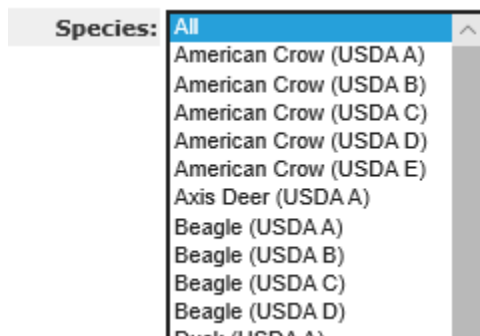 Species: All
American Crow (USDA A)
American Crow (USDA B)
American Crow (USDA C)
American Crow (USDA D)
American Crow (USDA E)
Axis Deer (USDA A)
Beagle (USDA A)
Beagle (USDA B)
Beagle (USDA C)
Beagle (USDA D)
(USDA A)